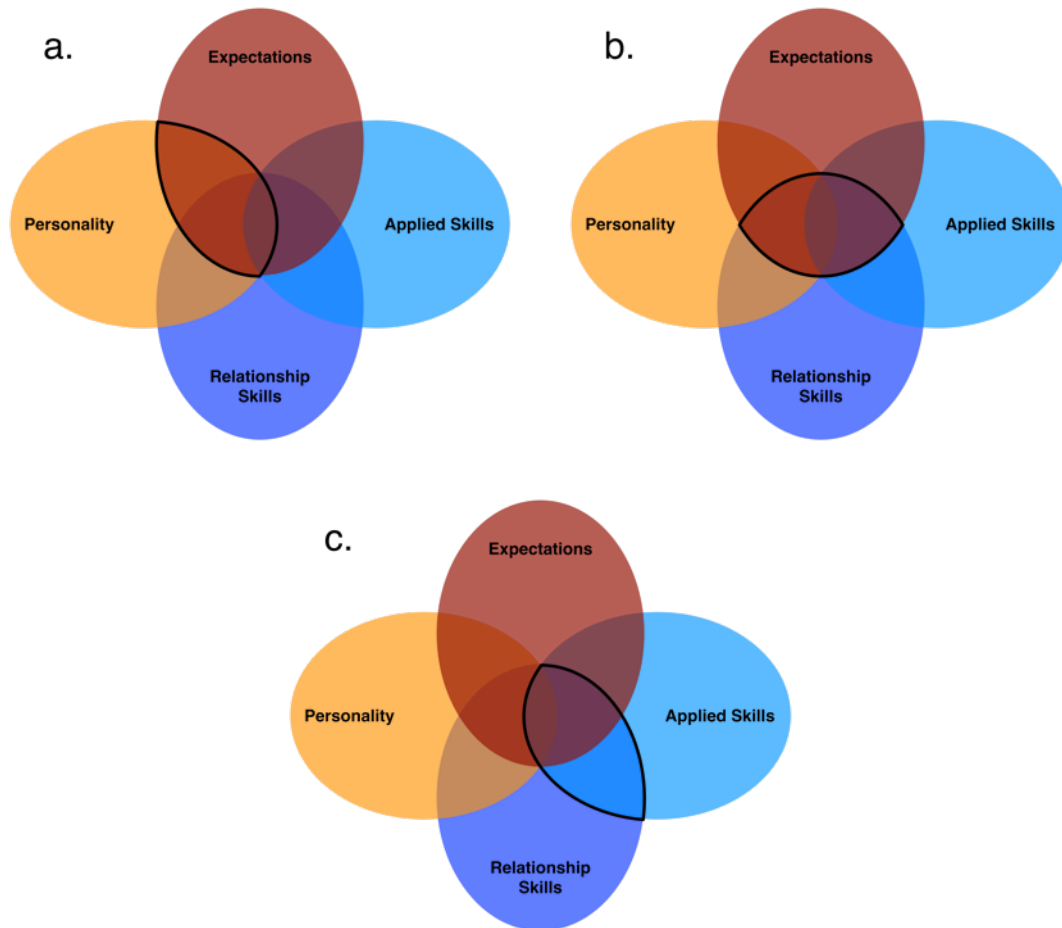 a.
Expectations
Personality
Applied Skills
Relationship
Skills
b.
Expectations
Personality
Applied Skills
Relationship
Skills
c.
Expectations
Personality
Applied Skills
Relationship
Skills